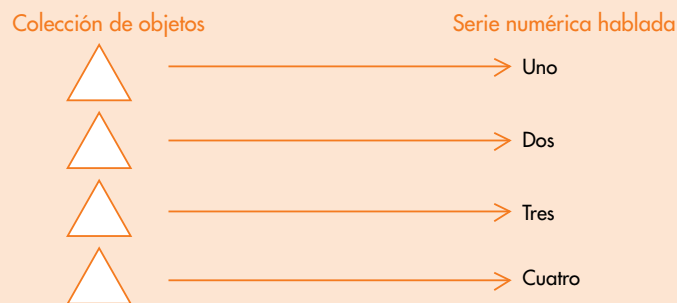 Colección de objetos
Serie numérica hablada
Uno
Dos
Tres
Cuatro